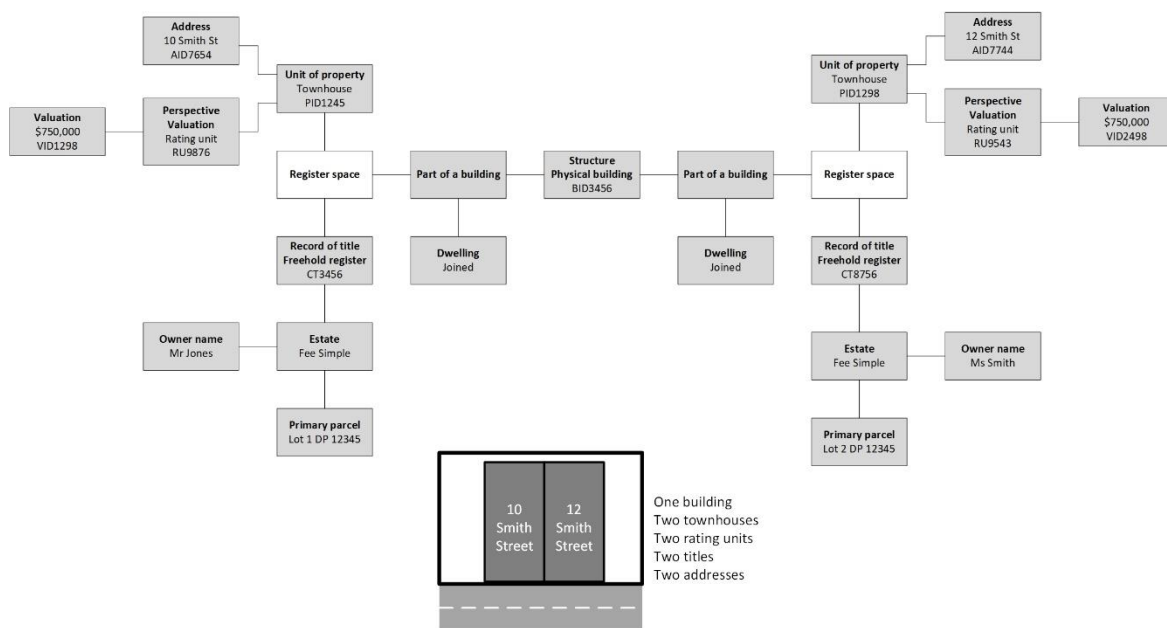 Address
10 Smith St
AID7654
Unit of property
Townhouse
PID1245
Valuation
$750,000
VID1298
Perspective
Valuation
Rating unit
RU9876
Register space
Part of a building
Structure
Physical building
BID3456
Part of a building
Register space
Address
12 Smith St
AID7744
Unit of property
Townhouse
PID1298
Perspective
Valuation
Rating unit
RU9543
Valuation
$750,000
VID2498
Dwelling
Joined
Dwelling
Joined
Record of title
Freehold register
CT3456
Record of title
Freehold register
CT8756
Owner name
Mr Jones
Estate
Fee Simple
Estate
Fee Simple
Owner name
Ms Smith
Primary parcel
Lot 1 DP 12345
Primary parcel
Lot 2 DP 12345
10
Smith
Street
12
Smith
Street
One building
Two townhouses
Two rating units
Two titles
Two addresses